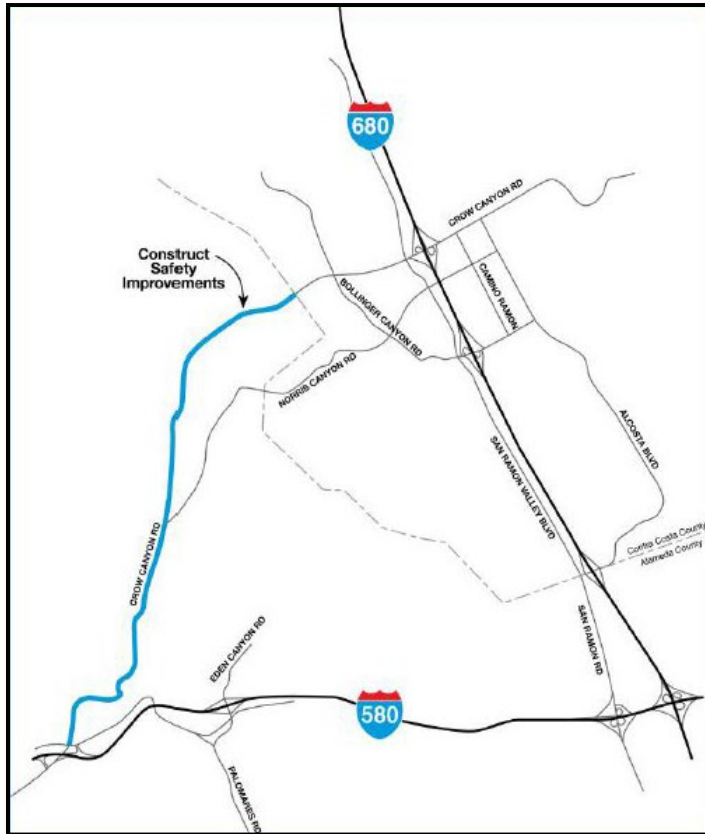 680
CROW CANYON RD
Construct
Safety
Improvements
CAMINO RAMON
BOLLINGER CANYON RD
NORRIS CANYON RD
ALCOSTA BLVD
SAN RAMON VALLEY BLVD
CROW CANYON RD
Contra Costa County
Alameda County
SAN RAMON RD
EDEN CANYON RD
580
PALOMARES RD